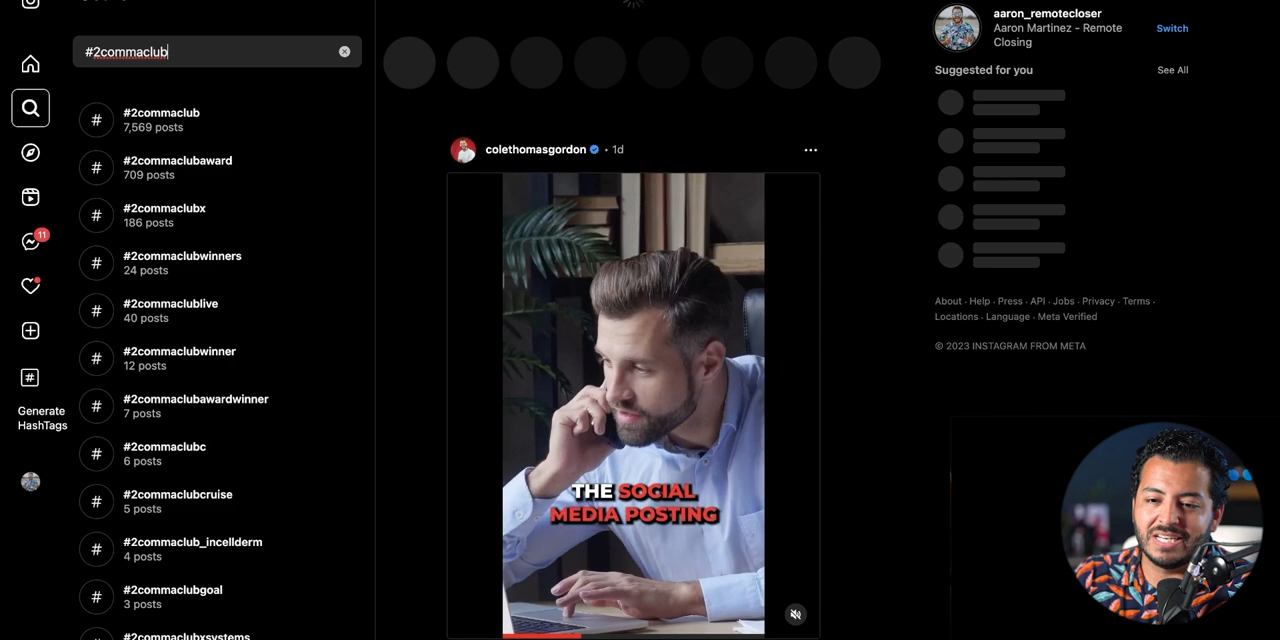 #2commaclub
#2commaclub
7,569 posts
#2commaclubaward
709 posts
#2commaclubx
186 posts
#2commaclubwinners
24 posts
#2commaclublive
40 posts
#2commaclubwinner
12 posts
#2commaclubawardwinner
7 posts
#2commaclubc
6 posts
#2commaclubcruise
5 posts
#2commaclub_incellderm
4 posts
#2commaclubgoal
3 posts
#2commaclubxsystems
11
Generate
HashTags
colethomasgordon • 1d
THE SOCIAL
MEDIA POSTING
aaron_remotecloser
Aaron Martinez - Remote
Closing
Switch
Suggested for you
See All
About · Help · Press · API · Jobs · Privacy · Terms ·
Locations · Language · Meta Verified
© 2023 INSTAGRAM FROM META